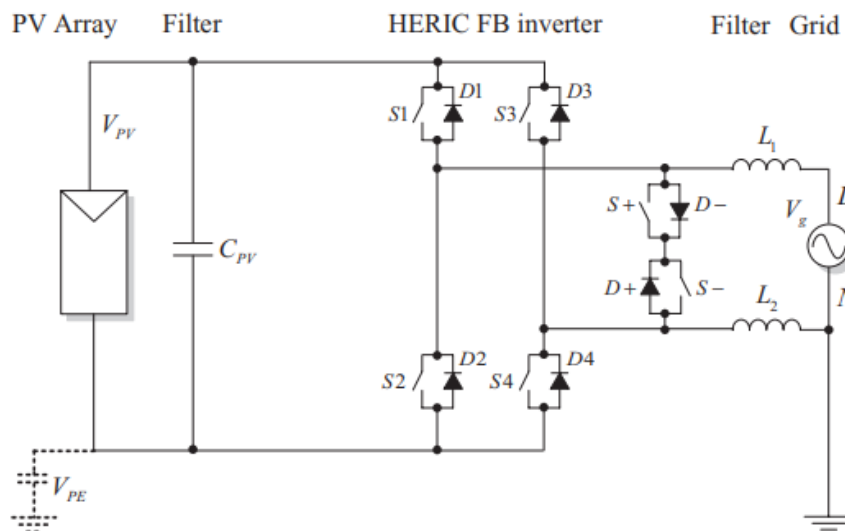 PV Array Filter HERIC FB inverter Filter Grid
D1 D3
S1 S3
V_PV
L_1
S+ D-
V_g
C_PV
D+ S-
L_2
D2 D4
S2 S4
V_PE